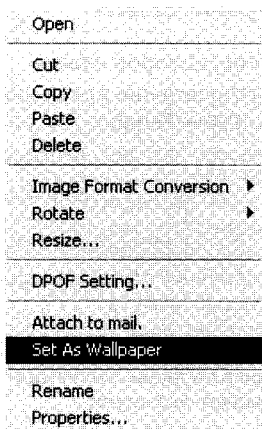 Open
Cut
Copy
Paste
Delete
Image Format Conversion
Rotate
Resize...
DPOF Setting...
Attach to mail.
Set As Wallpaper
Rename
Properties...